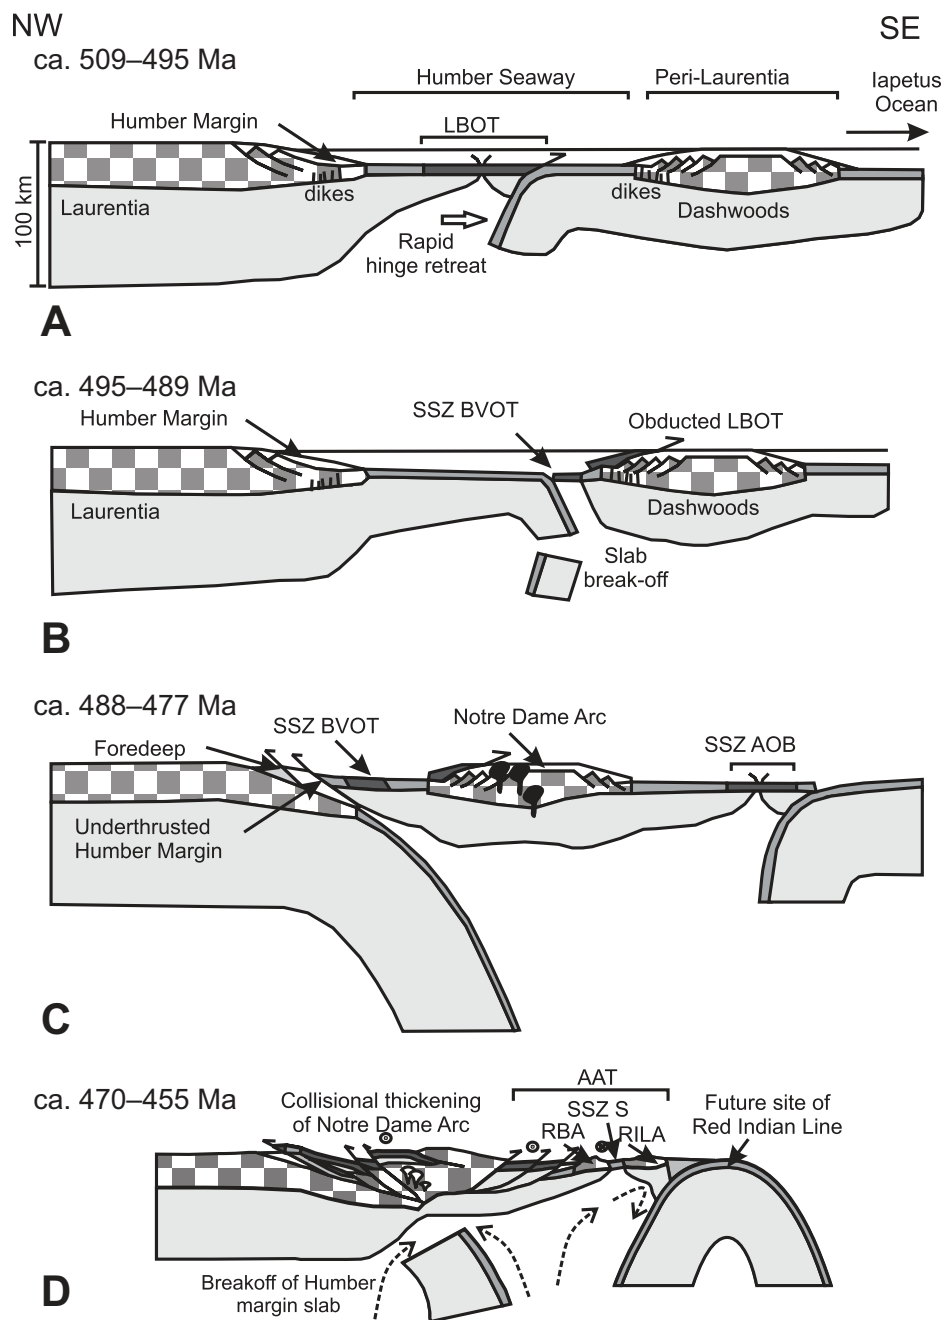 NW
SE
ca. 509–495 Ma
Humber Seaway
Peri-Laurentia
Iapetus
Ocean
Humber Margin
LBOT
100 km
dikes
dikes
Laurentia
Dashwoods
Rapid
hinge retreat
A
ca. 495–489 Ma
Humber Margin
SSZ BVOT
Obducted LBOT
Laurentia
Dashwoods
Slab
break-off
B
ca. 488–477 Ma
SSZ BVOT
Notre Dame Arc
Foredeep
SSZ AOB
Underthrusted
Humber Margin
C
ca. 470–455 Ma
AAT
Collisional thickening
of Notre Dame Arc
SSZ S
RBA
RILA
Future site of
Red Indian Line
Breakoff of Humber
margin slab
D